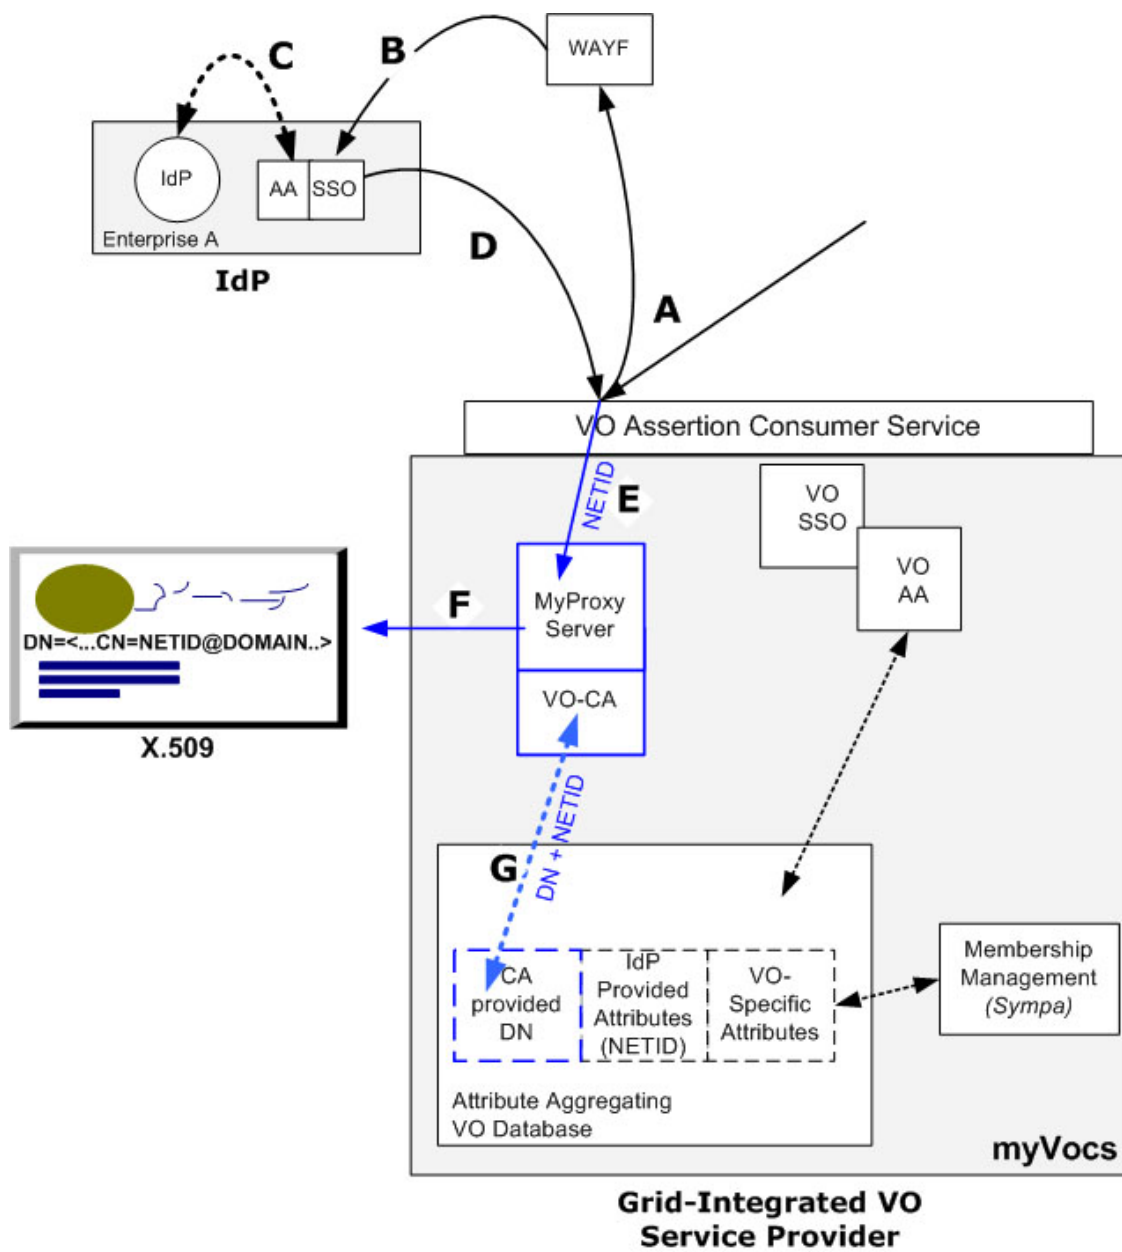 WAYF
B
C
IdP
AA
SSO
Enterprise A
IdP
D
A
VO Assertion Consumer Service
NETID
E
VO
SSO
VO
AA
MyProxy
Server
F
DN=<...CN=NETID@DOMAIN..>
X.509
VO-CA
DN + NETID
G
CA
provided
DN
IdP
Provided
Attributes
(NETID)
VO-
Specific
Attributes
Membership
Management
(Sympa)
Attribute Aggregating
VO Database
myVocs
Grid-Integrated VO
Service Provider